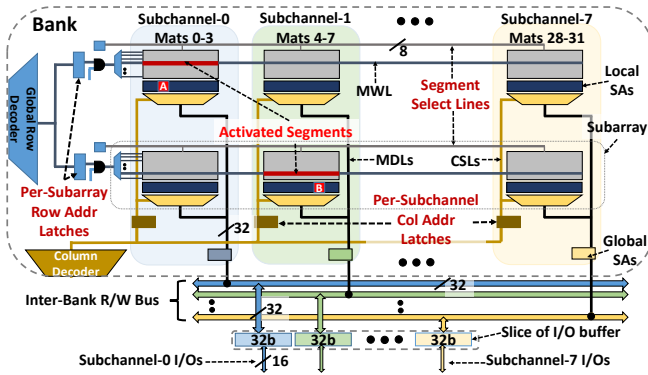 Bank
Subchannel-0
Mats 0-3
Subchannel-1
Mats 4-7
Subchannel-7
Mats 28-31
8
Global Row
Decoder
A
MWL
Segment
Select Lines
Local
SAs
Activated Segments
Subarray
MDLs
CSLs
B
Per-Subarray
Row Addr
Latches
Per-Subchannel
Col Addr
Latches
32
Column
Decoder
Global
SAs
Inter-Bank R/W Bus
32
32
32b
32b
32b
Slice of I/O buffer
Subchannel-0 I/Os
16
Subchannel-7 I/Os